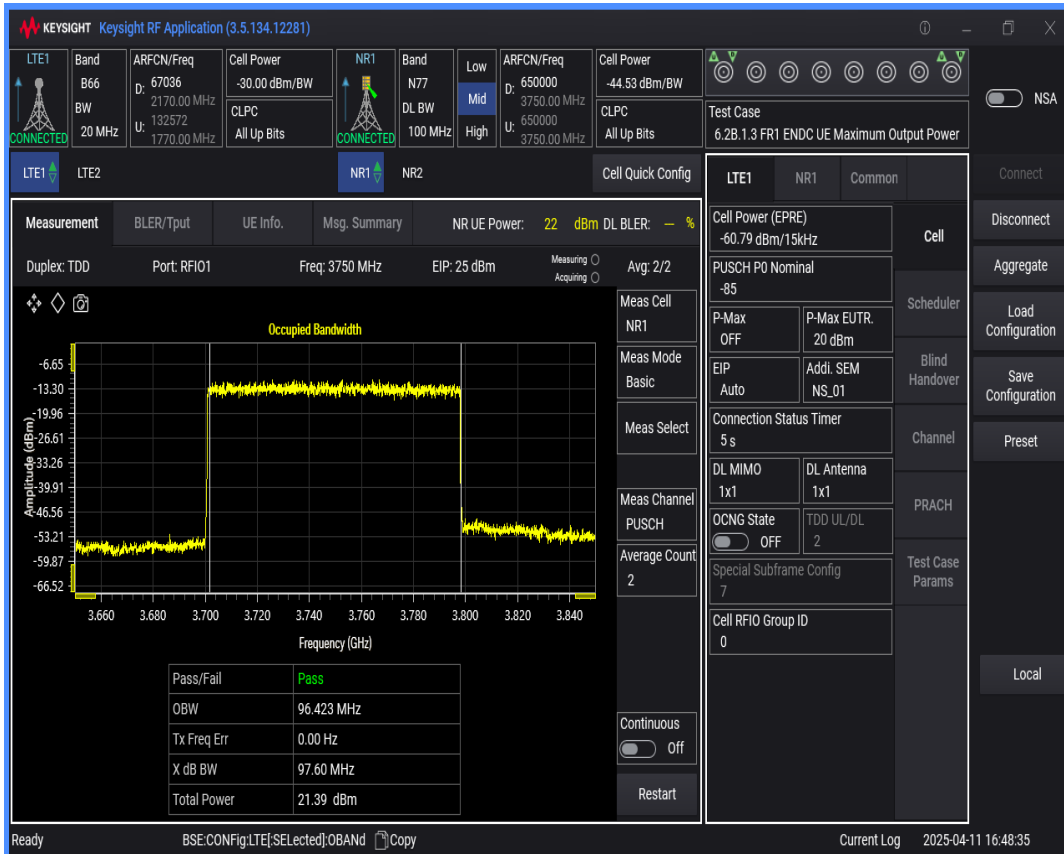 KEYSIGHT Keysight RF Application (3.5.134.12281)
LTE1
CONNECTED
Band
B66
BW
20 MHz
ARFCN/Freq
D: 67036
2170.00 MHz
U: 132572
1770.00 MHz
Cell Power
-30.00 dBm/BW
CLPC
All Up Bits
NR1
CONNECTED
Band
N77
DL BW
100 MHz
Low
Mid
High
ARFCN/Freq
D: 650000
3750.00 MHz
U: 650000
3750.00 MHz
Cell Power
-44.53 dBm/BW
CLPC
All Up Bits
Test Case
6.2B.1.3 FR1 ENDC UE Maximum Output Power
NSA
LTE1 LTE2 NR1 NR2 Cell Quick Config
Measurement BLER/Tput UE Info. Msg. Summary NR UE Power: 22 dBm DL BLER: — %
Duplex: TDD Port: RFIO1 Freq: 3750 MHz EIP: 25 dBm Measuring Acquiring Avg: 2/2
Occupied Bandwidth
Amplitude (dBm)
-6.65
-13.30
-19.96
-26.61
-33.26
-39.91
-46.56
-53.21
-59.87
-66.52
3.660 3.680 3.700 3.720 3.740 3.760 3.780 3.800 3.820 3.840
Frequency (GHz)
Pass/Fail Pass
OBW 96.423 MHz
Tx Freq Err 0.00 Hz
X dB BW 97.60 MHz
Total Power 21.39 dBm
Meas Cell
NR1
Meas Mode
Basic
Meas Select
Meas Channel
PUSCH
Average Count
2
Continuous
Off
Restart
LTE1 NR1 Common
Cell Power (EPRE)
-60.79 dBm/15kHz
PUSCH P0 Nominal
-85
P-Max
OFF
P-Max EUTR.
20 dBm
EIP
Auto
Addi. SEM
NS_01
Connection Status Timer
5 s
DL MIMO
1x1
DL Antenna
1x1
OCNG State
OFF
TDD UL/DL
2
Special Subframe Config
7
Cell RFIO Group ID
0
Cell
Scheduler
Blind
Handover
Channel
PRACH
Test Case
Params
Connect
Disconnect
Aggregate
Load
Configuration
Save
Configuration
Preset
Local
Ready BSE:CONFig:LTE[:SELected]:OBANd Copy Current Log 2025-04-11 16:48:35